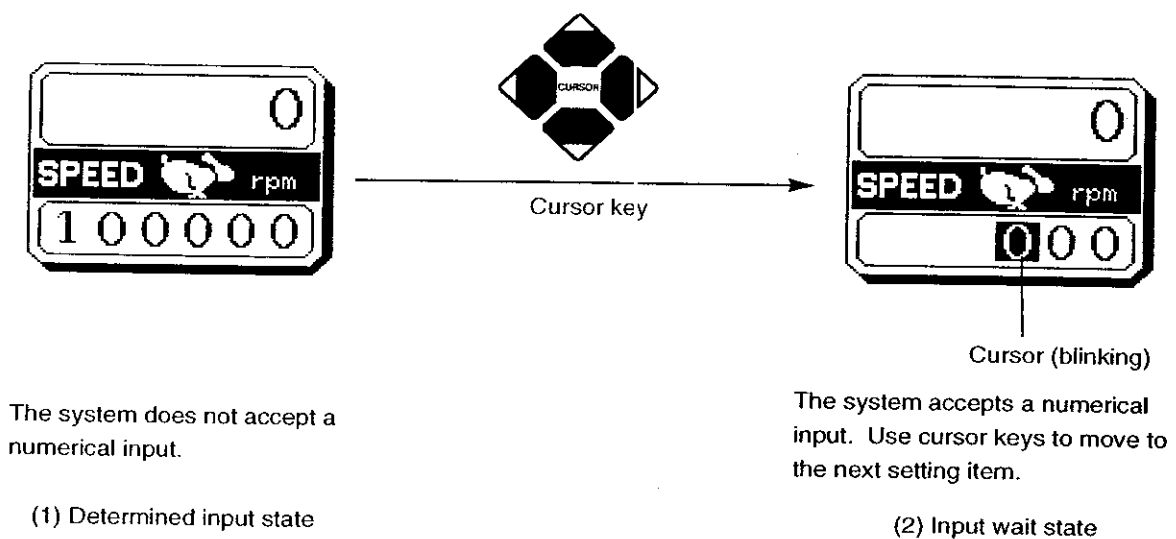 0
SPEED rpm
100000
CURSOR
Cursor key
0
SPEED rpm
000
Cursor (blinking)
The system does not accept a
numerical input.
(1) Determined input state
The system accepts a numerical
input. Use cursor keys to move to
the next setting item.
(2) Input wait state